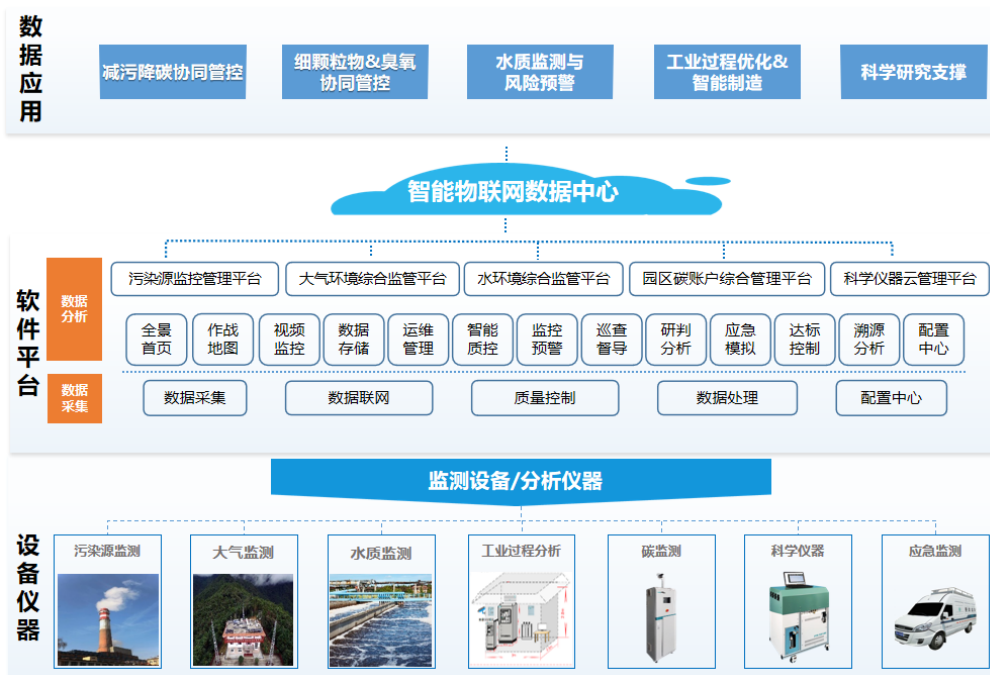 数据应用
减污降碳协同管控
细颗粒物&臭氧
协同管控
水质监测与
风险预警
工业过程优化&
智能制造
科学研究支撑
智能物联网数据中心
软件平台
数据
分析
污染源监控管理平台
大气环境综合监管平台
水环境综合监管平台
园区碳账户综合管理平台
科学仪器云管理平台
全景
首页
作战
地图
视频
监控
数据
存储
运维
管理
智能
质控
监控
预警
巡查
督导
研判
分析
应急
模拟
达标
控制
溯源
分析
配置
中心
数据
采集
数据采集
数据联网
质量控制
数据处理
配置中心
监测设备/分析仪器
设备仪器
污染源监测
大气监测
水质监测
工业过程分析
碳监测
科学仪器
应急监测